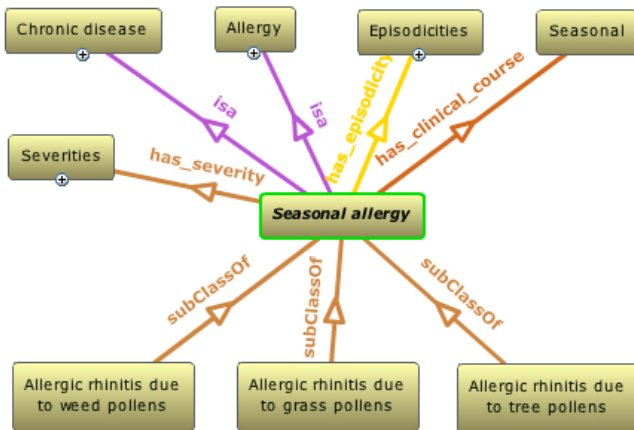 Chronic disease
Allergy
Episodicities
Seasonal
isa
isa
has_episodicity
has_clinical_course
Severities
has_severity
Seasonal allergy
subClassOf
subClassOf
subClassOf
Allergic rhinitis due
to weed pollens
Allergic rhinitis due
to grass pollens
Allergic rhinitis due
to tree pollens